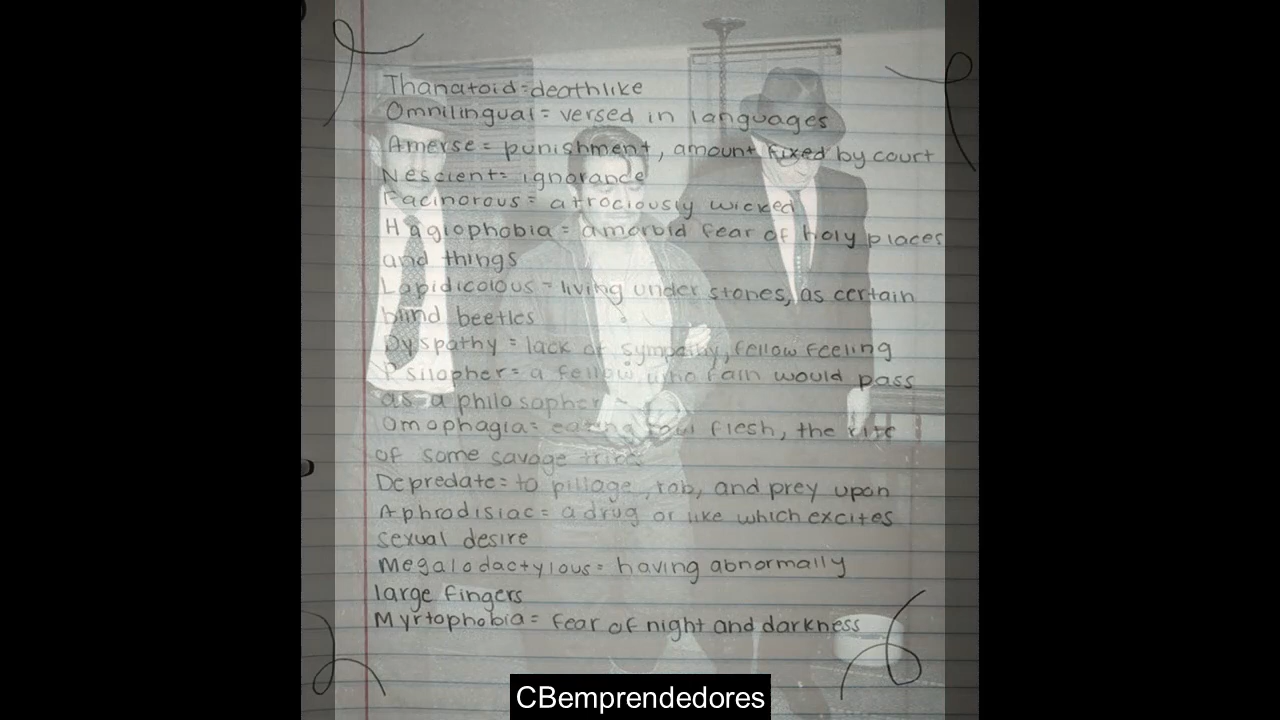 Thanatoid=deathlike
Omnilingual= versed in languages
Amerse= punishment, amount fixed by court
Nescient= ignorance
Facinorous= atrociously wicked
Hagiophobia= a morbid fear of holy places
and things
Lapidicolous=living under stones, as certain
blind beetles
Dyspathy= lack of sympathy, fellow feeling
Psilopher= a fellow who fain would pass
as a philosopher
Omophagia= eating raw flesh, the rite
of some savage tribes
Depredate= to pillage, rob, and prey upon
Aphrodisiac= a drug or like which excites
sexual desire
Megalodactylous= having abnormally
large fingers
Myrtophobia= fear of night and darkness
CBemprendedores